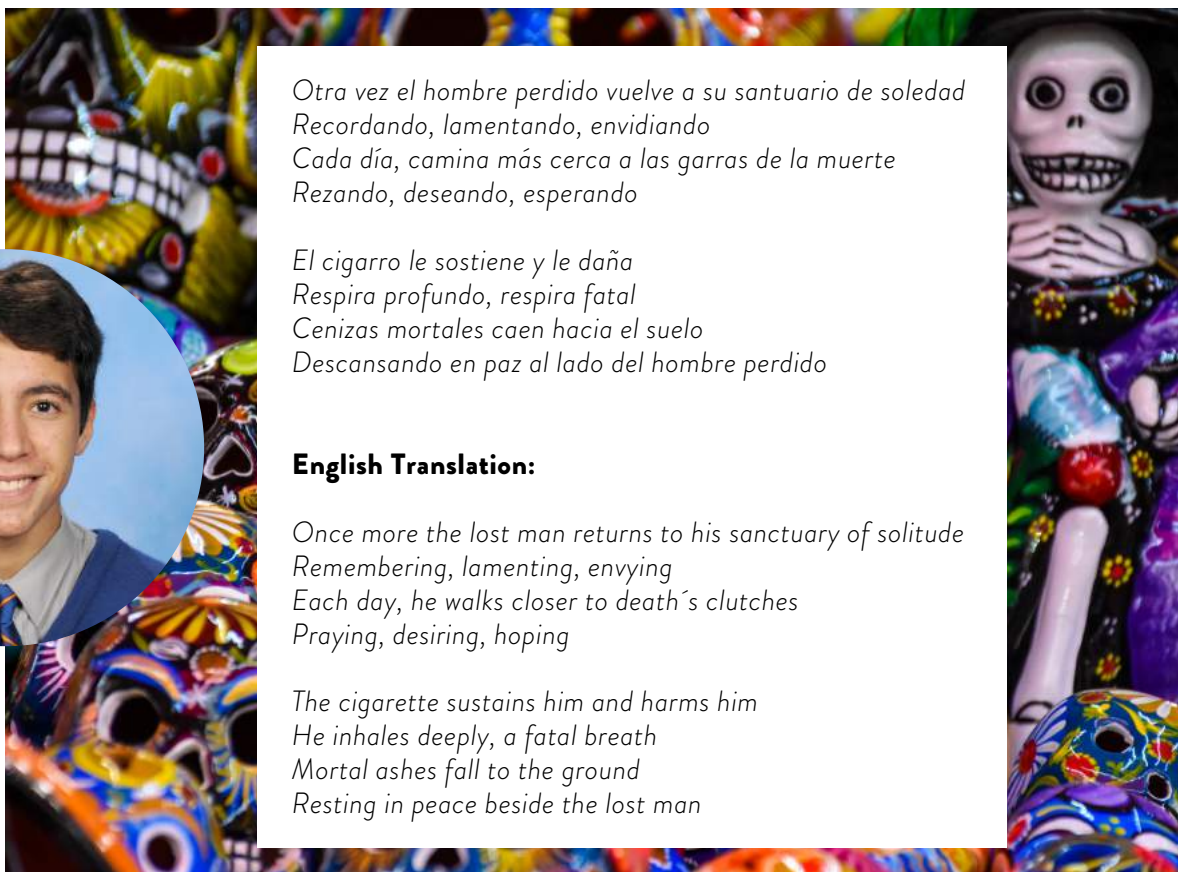 Otra vez el hombre perdido vuelve a su santuario de soledad
Recordando, lamentando, envidiando
Cada día, camina más cerca a las garras de la muerte
Rezando, deseando, esperando
El cigarro le sostiene y le daña
Respira profundo, respira fatal
Cenizas mortales caen hacia el suelo
Descansando en paz al lado del hombre perdido
English Translation:
Once more the lost man returns to his sanctuary of solitude
Remembering, lamenting, envying
Each day, he walks closer to death´s clutches
Praying, desiring, hoping
The cigarette sustains him and harms him
He inhales deeply, a fatal breath
Mortal ashes fall to the ground
Resting in peace beside the lost man